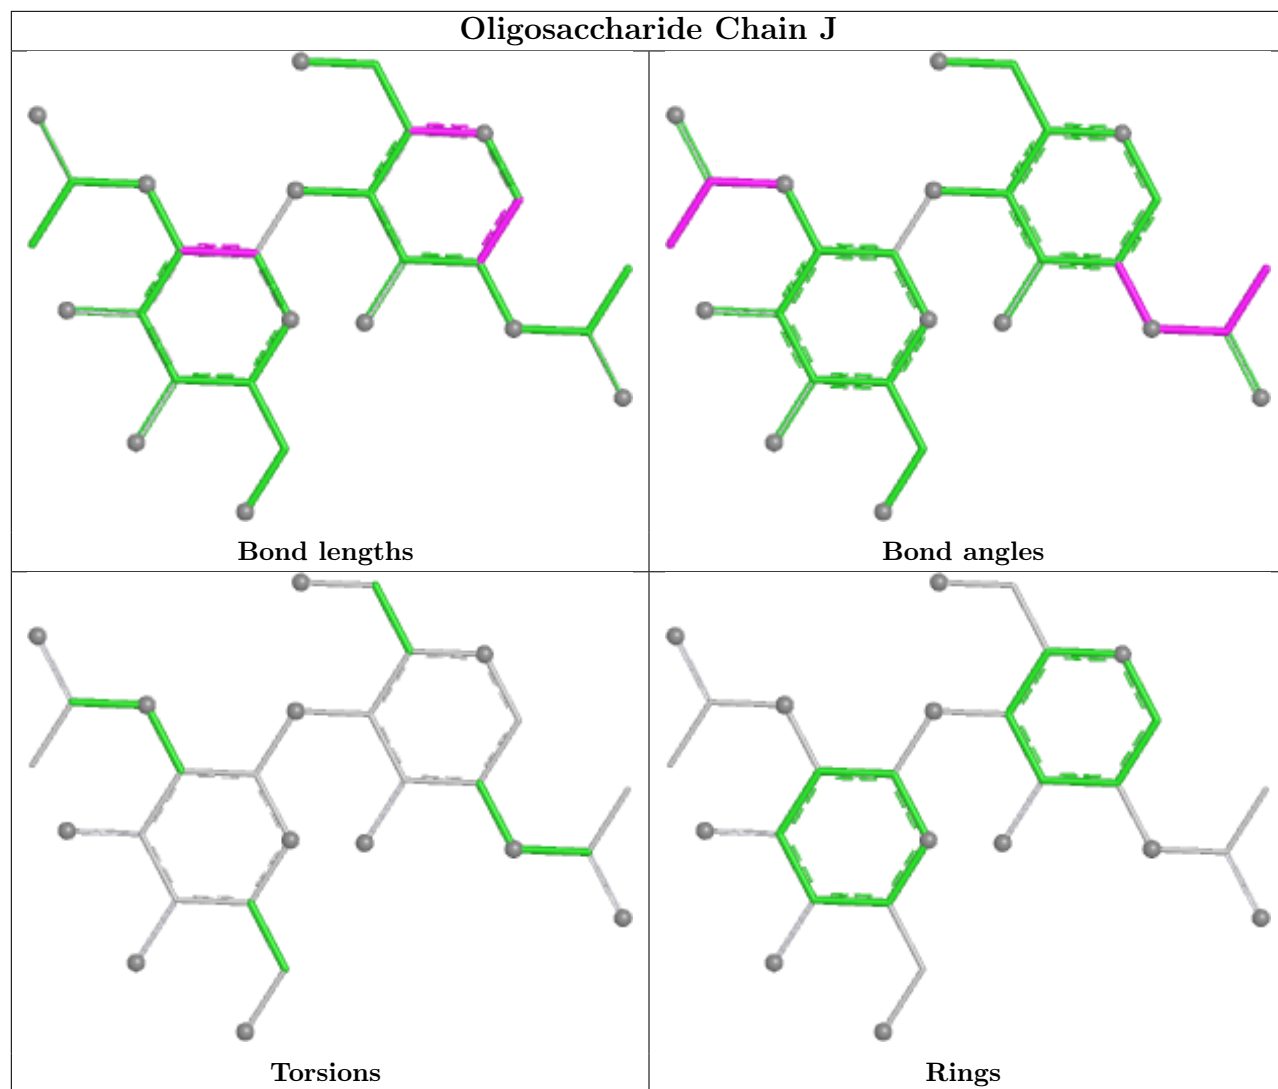 Oligosaccharide Chain J
Bond lengths
Bond angles
Torsions
Rings